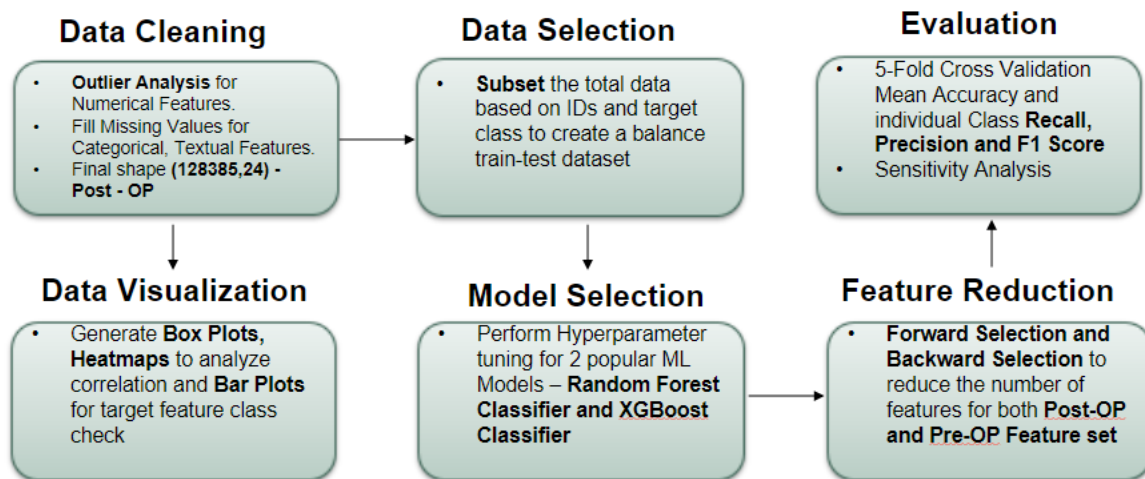 Data Cleaning
• Outlier Analysis for
Numerical Features.
• Fill Missing Values for
Categorical, Textual Features.
• Final shape (128385,24) -
Post - OP
Data Selection
• Subset the total data
based on IDs and target
class to create a balance
train-test dataset
Evaluation
• 5-Fold Cross Validation
Mean Accuracy and
individual Class Recall,
Precision and F1 Score
• Sensitivity Analysis
Data Visualization
• Generate Box Plots,
Heatmaps to analyze
correlation and Bar Plots
for target feature class
check
Model Selection
• Perform Hyperparameter
tuning for 2 popular ML
Models – Random Forest
Classifier and XGBoost
Classifier
Feature Reduction
• Forward Selection and
Backward Selection to
reduce the number of
features for both Post-OP
and Pre-OP Feature set